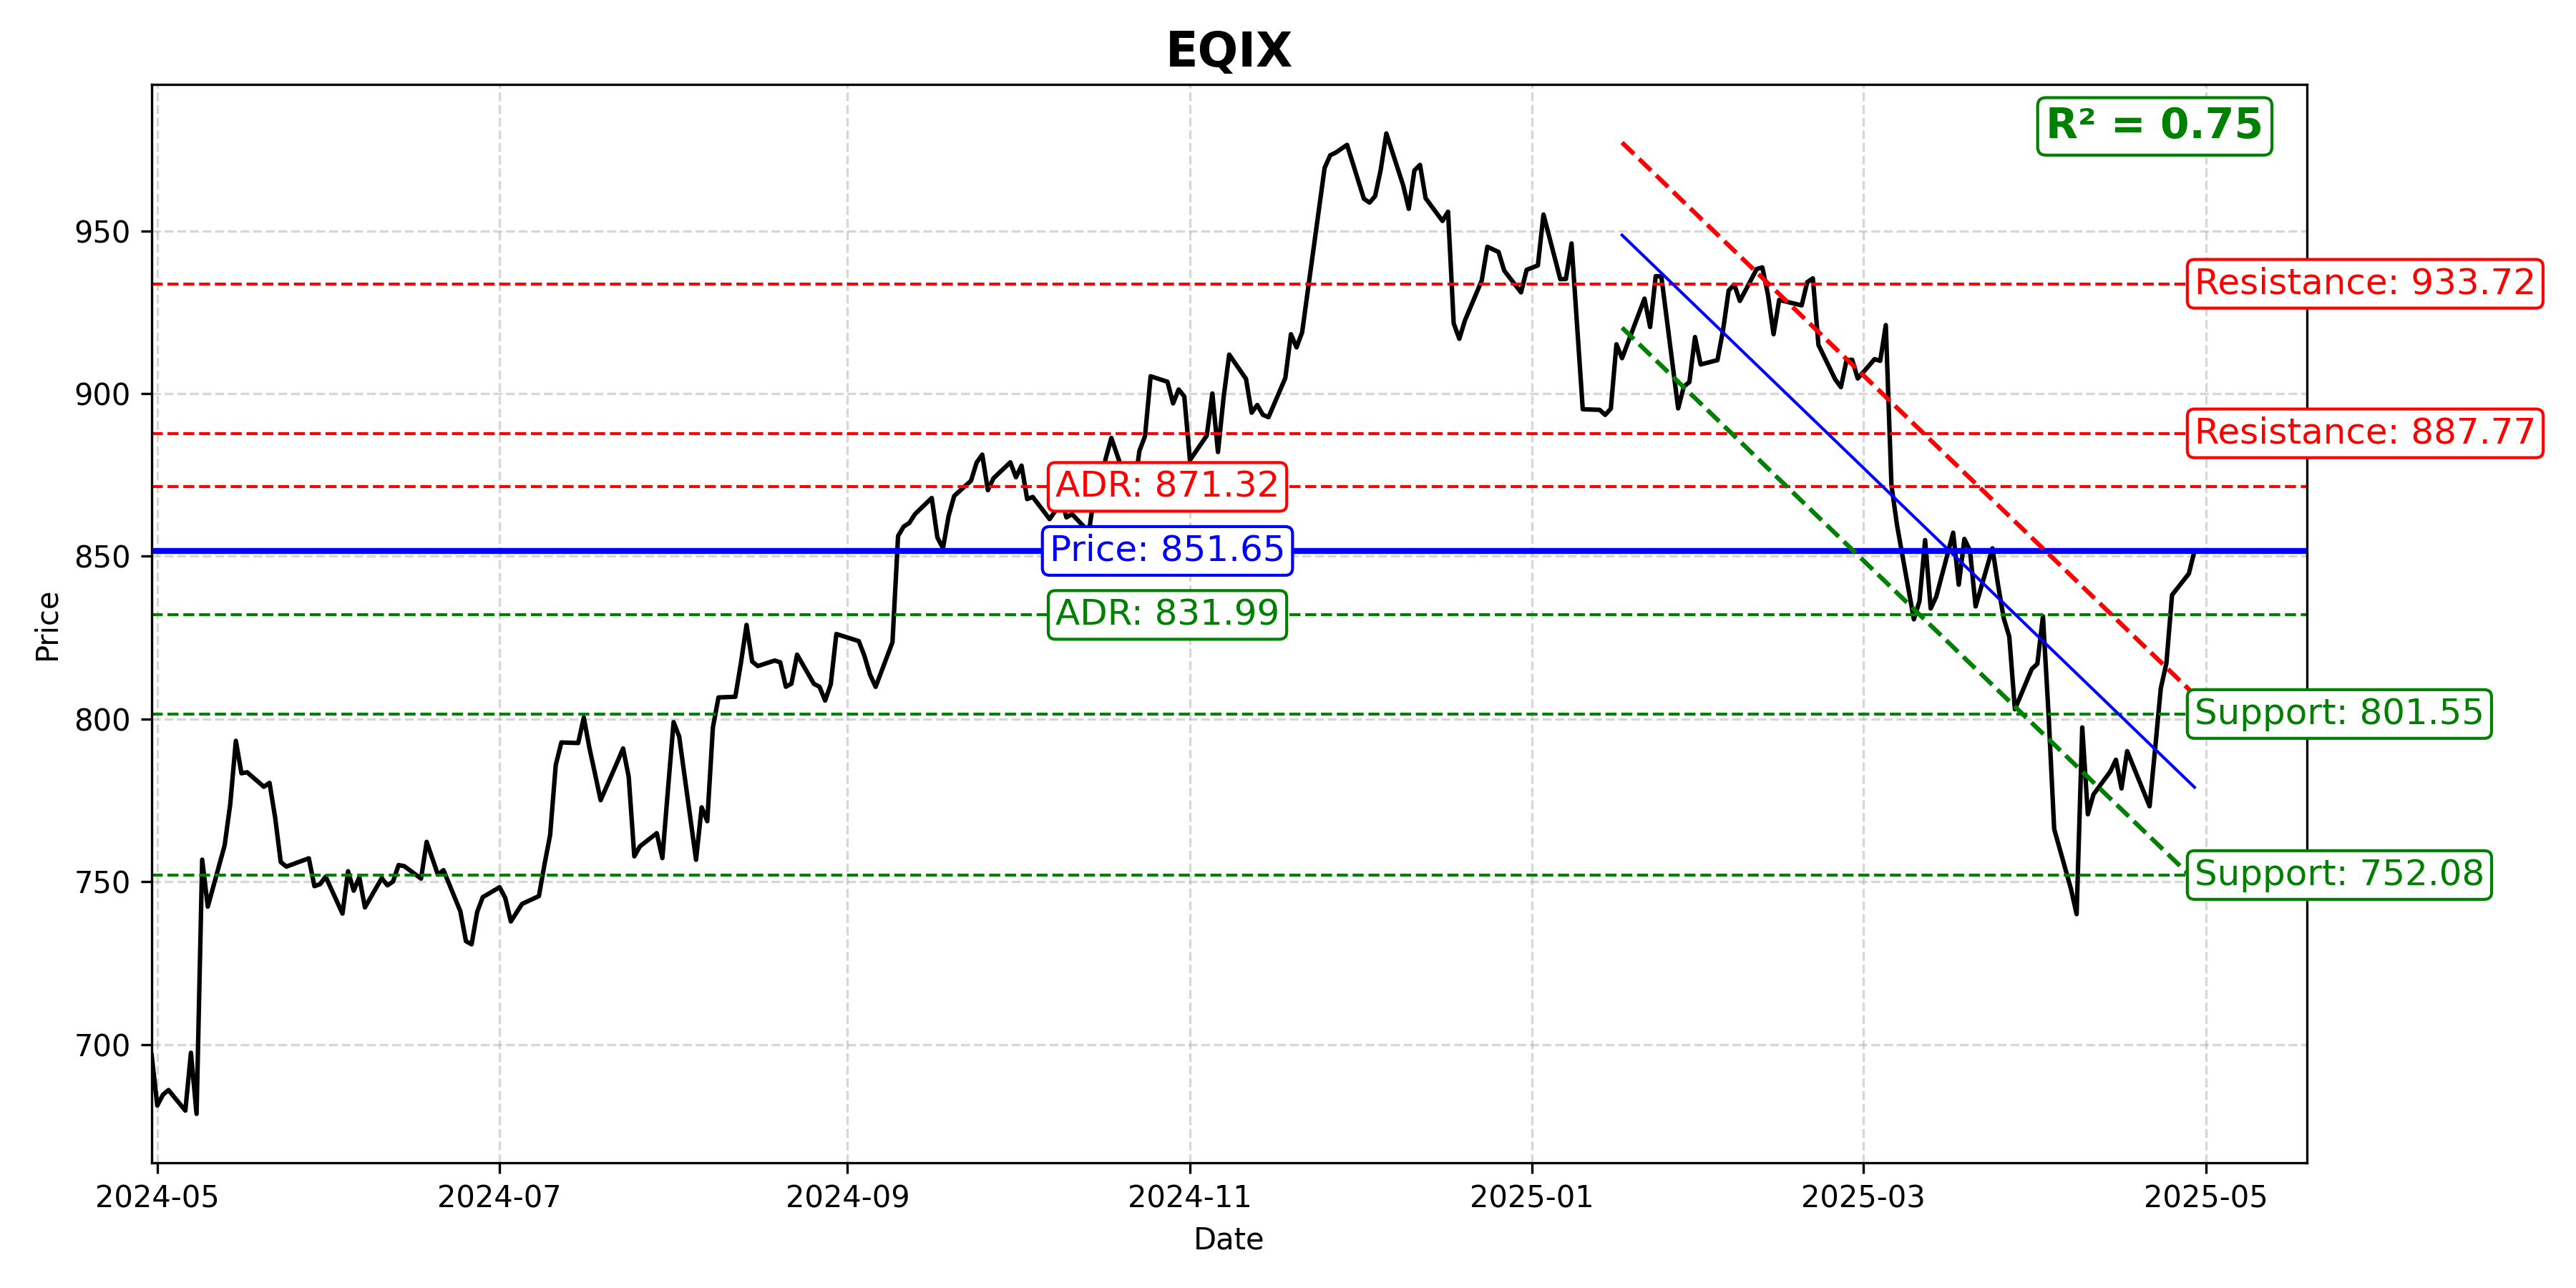 EQIX
R² = 0.75
950
900
850
800
750
700
Price
Resistance: 933.72
Resistance: 887.77
ADR: 871.32
Price: 851.65
ADR: 831.99
Support: 801.55
Support: 752.08
2024-05
2024-07
2024-09
2024-11
2025-01
2025-03
2025-05
Date